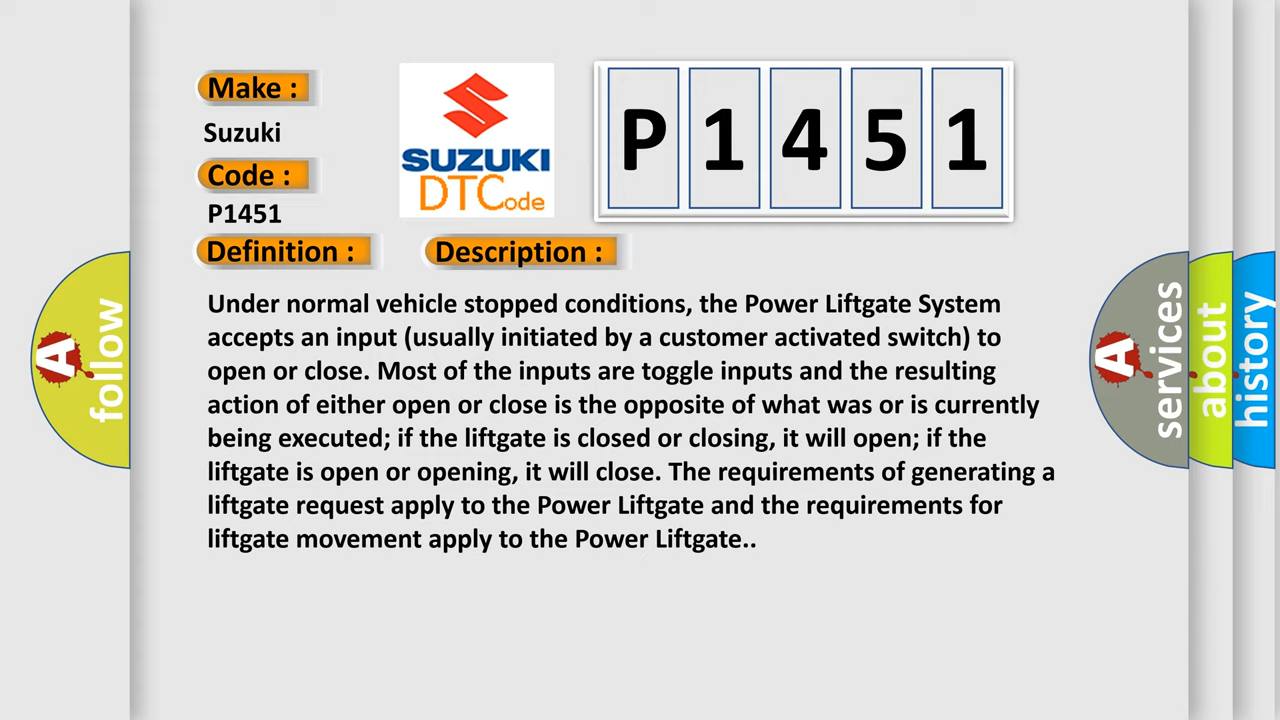 Make :
Suzuki
Code :
P1451
SUZUKI
DTCode
P 1 4 5 1
Definition :
Description :
Under normal vehicle stopped conditions, the Power Liftgate System
accepts an input (usually initiated by a customer activated switch) to
open or close. Most of the inputs are toggle inputs and the resulting
action of either open or close is the opposite of what was or is currently
being executed; if the liftgate is closed or closing, it will open; if the
liftgate is open or opening, it will close. The requirements of generating a
liftgate request apply to the Power Liftgate and the requirements for
liftgate movement apply to the Power Liftgate..
A
follow
A
services
about
history